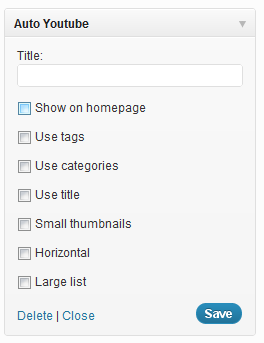 Auto Youtube
Title:
Show on homepage
Use tags
Use categories
Use title
Small thumbnails
Horizontal
Large list
Delete | Close
Save